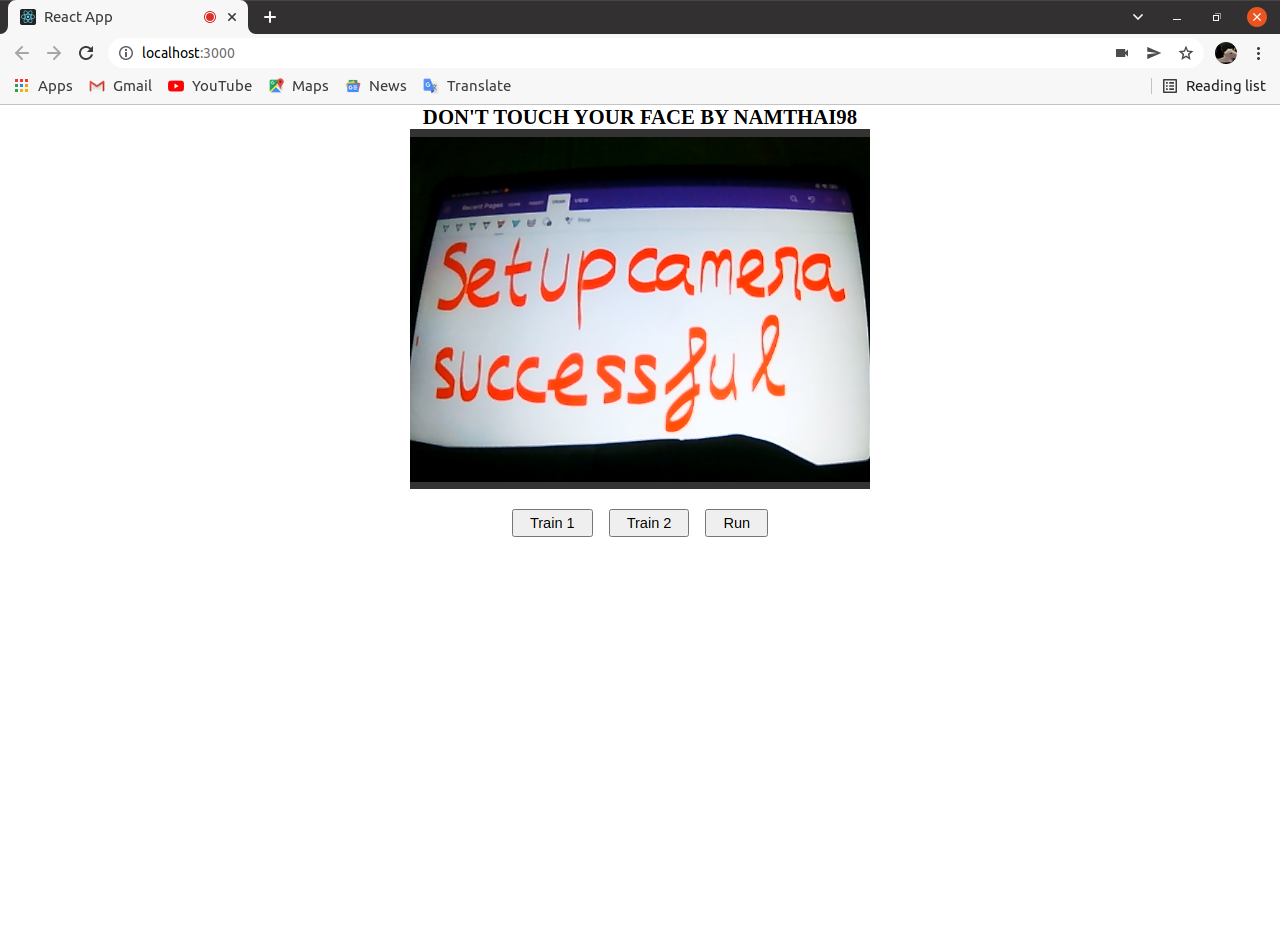 React App
localhost:3000
Apps Gmail YouTube Maps News Translate Reading list
DON'T TOUCH YOUR FACE BY NAMTHAI98
Recent Pages HOME INSERT DRAW VIEW
Setup camera
successful
Train 1 Train 2 Run